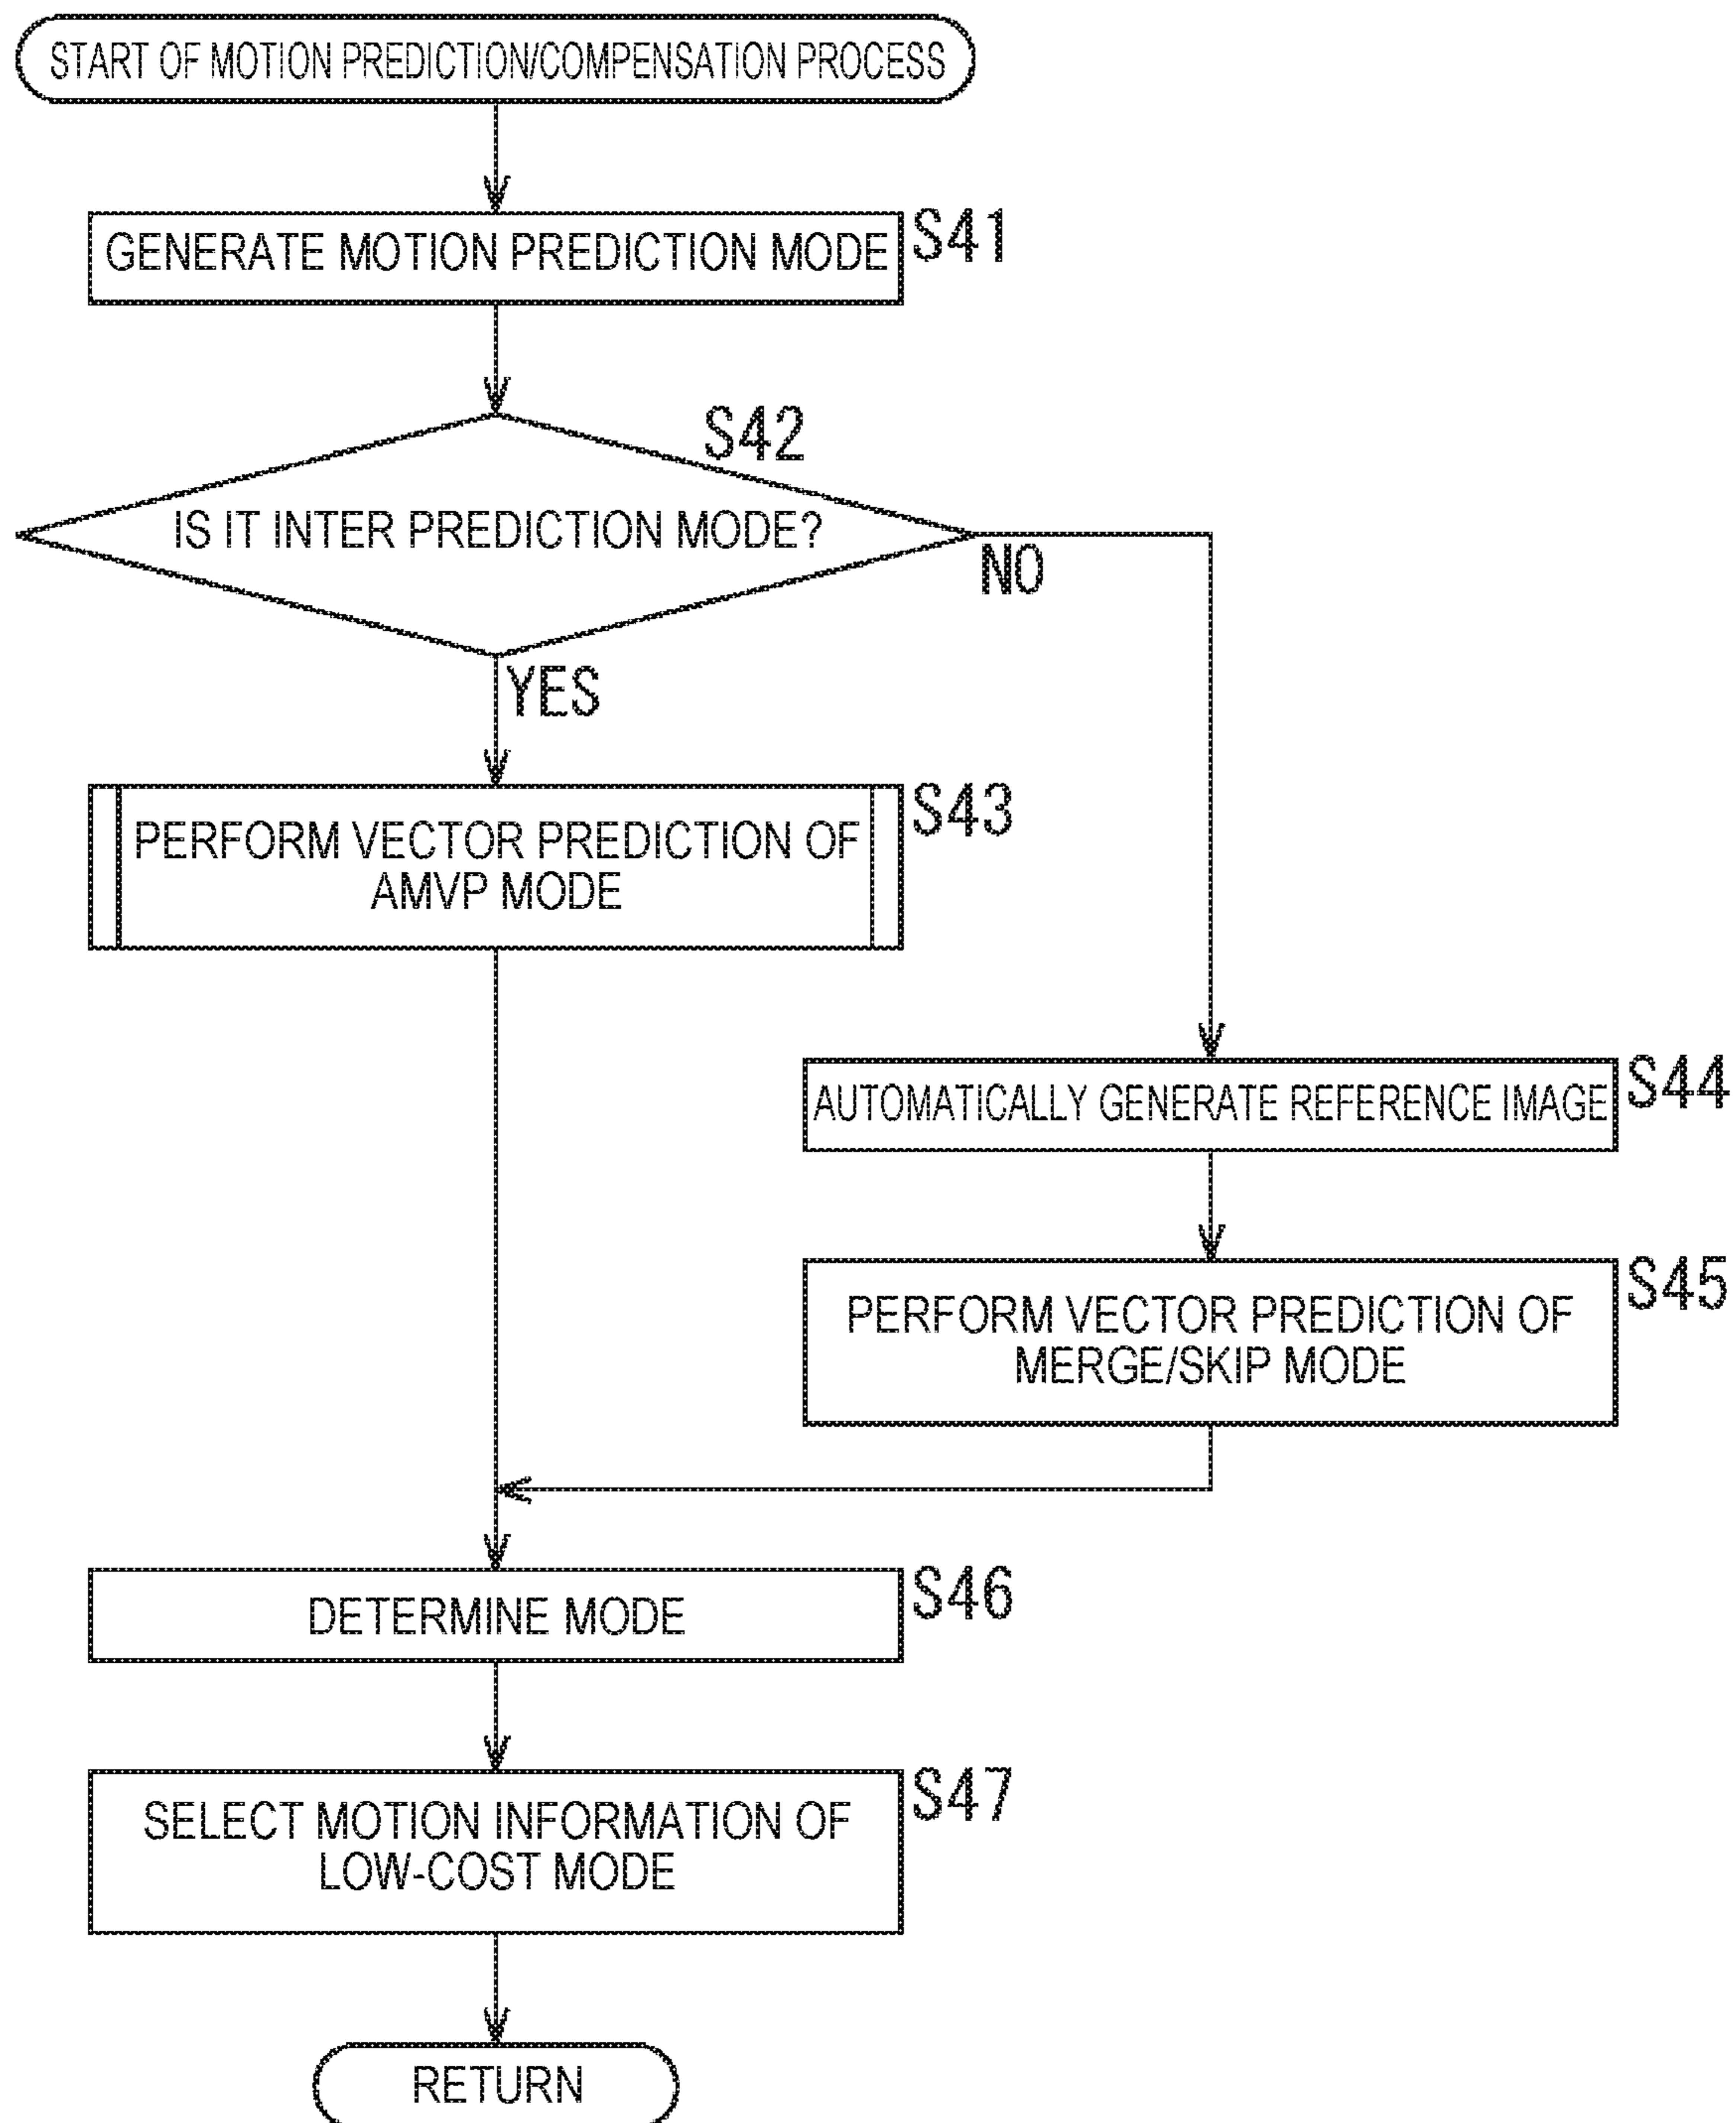 START OF MOTION PREDICTION/COMPENSATION PROCESS
GENERATE MOTION PREDICTION MODE
S41
S42
IS IT INTER PREDICTION MODE?
NO
YES
PERFORM VECTOR PREDICTION OF
AMVP MODE
S43
AUTOMATICALLY GENERATE REFERENCE IMAGE
S44
PERFORM VECTOR PREDICTION OF
MERGE/SKIP MODE
S45
DETERMINE MODE
S46
SELECT MOTION INFORMATION OF
LOW-COST MODE
S47
RETURN